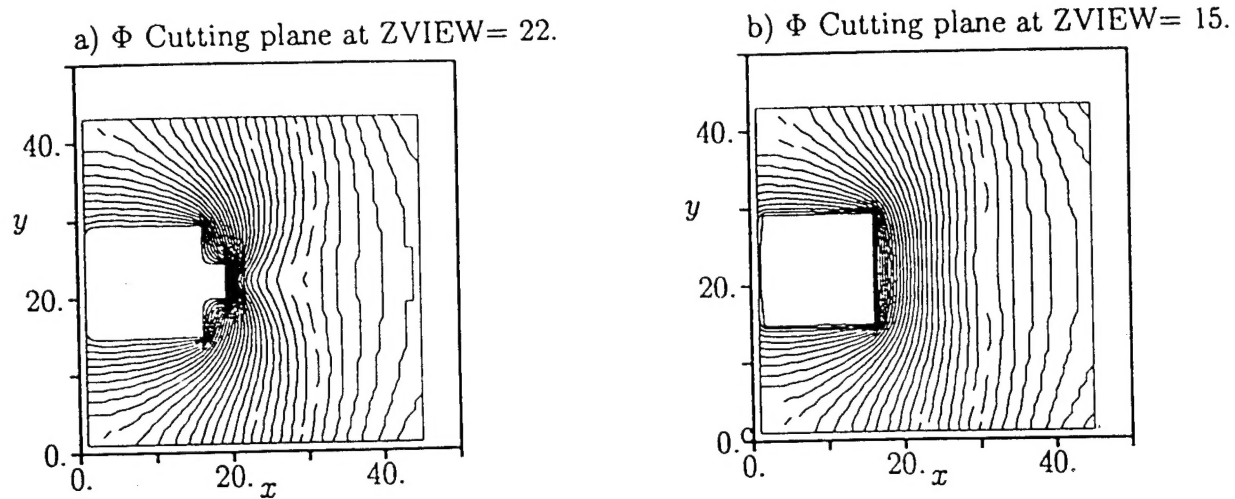 a) Φ Cutting plane at ZVIEW= 22.
40.
y
20.
0.
0.
20.
x
40.
b) Φ Cutting plane at ZVIEW= 15.
40.
y
20.
0.0
0.
20.
x
40.